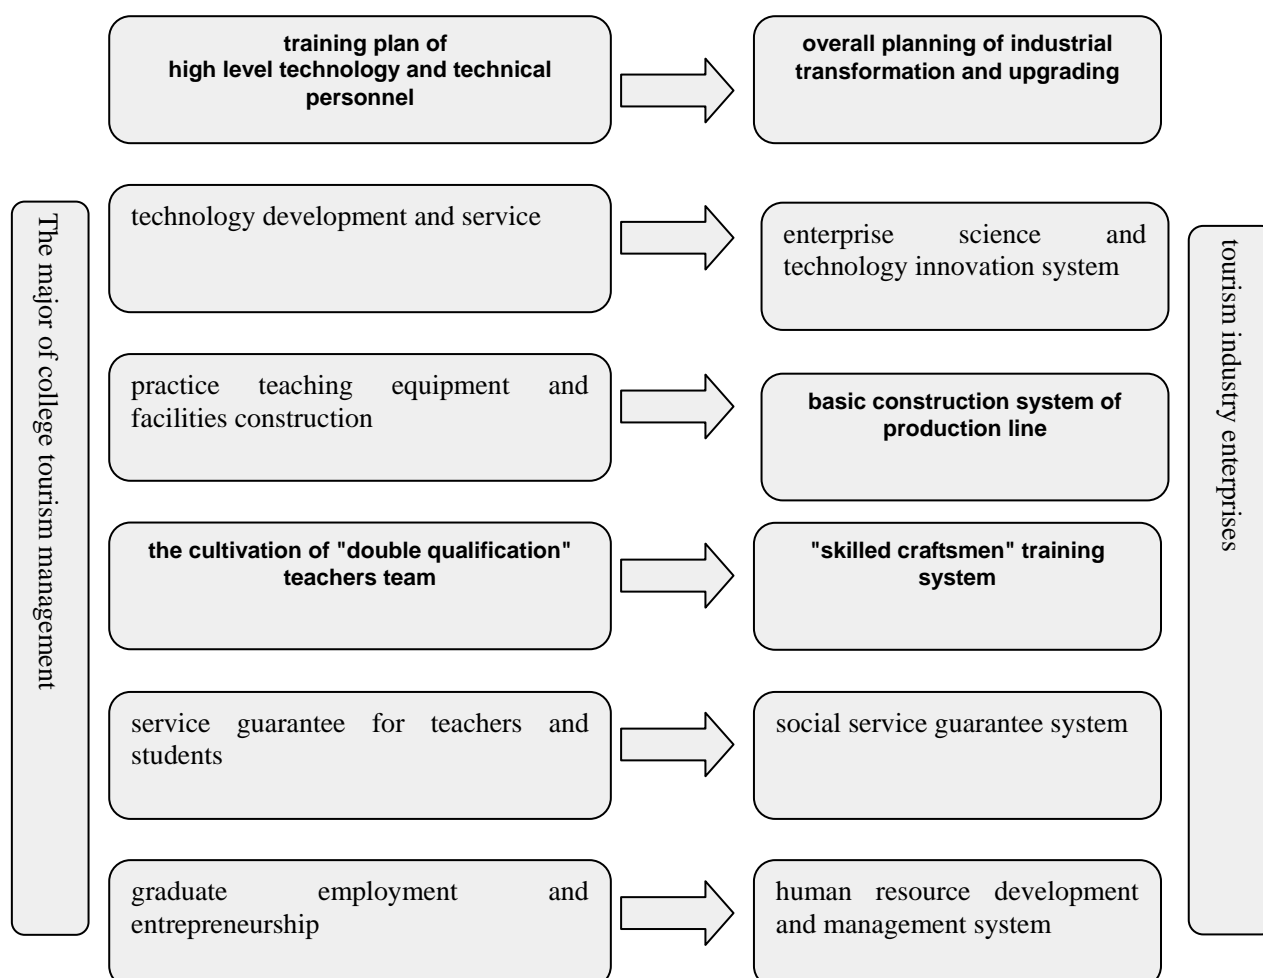 training plan of
high level technology and technical
personnel
overall planning of industrial
transformation and upgrading
The major of college tourism management
technology development and service
enterprise science and
technology innovation system
tourism industry enterprises
practice teaching equipment and
facilities construction
basic construction system of
production line
the cultivation of "double qualification"
teachers team
"skilled craftsmen" training
system
service guarantee for teachers and
students
social service guarantee system
graduate employment and
entrepreneurship
human resource development
and management system